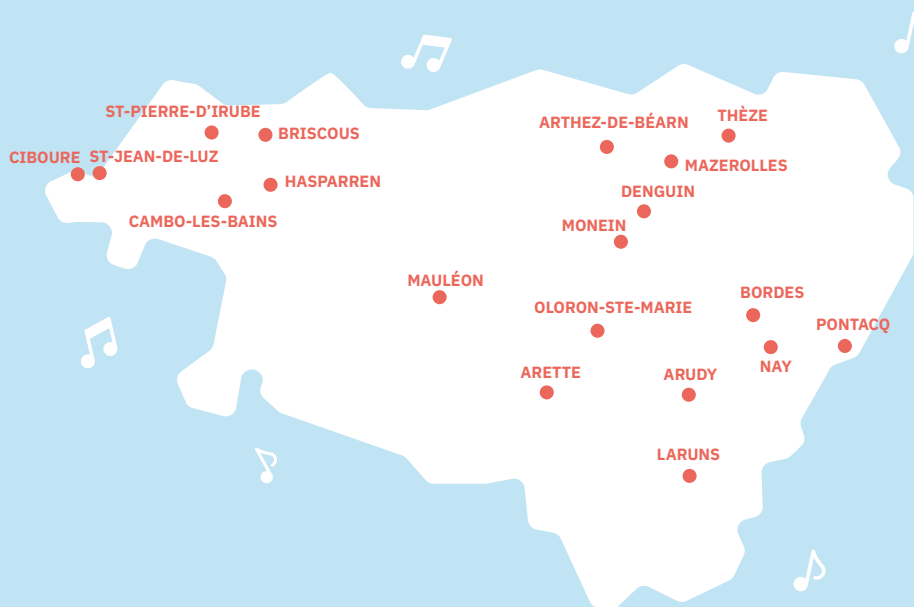 ST-PIERRE-D'IRUBE
BRISCOUS
CIBOURE
ST-JEAN-DE-LUZ
HASPARREN
CAMBO-LES-BAINS
ARTHEZ-DE-BÉARN
THÈZE
MAZEROLLES
DENGUIN
MONEIN
MAULÉON
OLORON-STE-MARIE
BORDES
PONTACQ
NAY
ARETTE
ARUDY
LARUNS